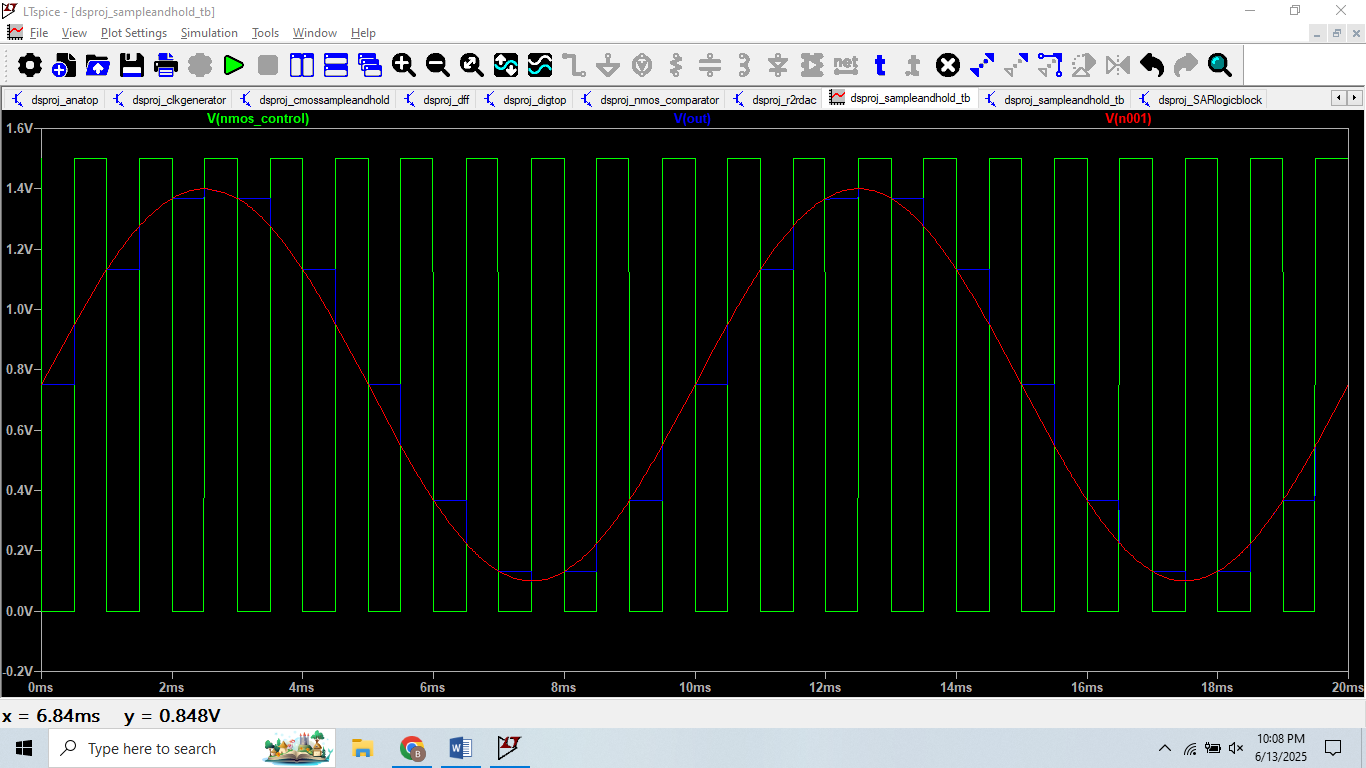 LTspice - [dsproj_sampleandhold_tb]
File View Plot Settings Simulation Tools Window Help
net t t
dsproj_anatop dsproj_clkgenerator dsproj_cmossampleandhold dsproj_dff dsproj_digtop dsproj_nmos_comparator dsproj_r2rdac dsproj_sampleandhold_tb dsproj_sampleandhold_tb dsproj_SARlogicblock
V(nmos_control) V(out) V(n001)
1.6V
1.4V
1.2V
1.0V
0.8V
0.6V
0.4V
0.2V
0.0V
-0.2V
0ms 2ms 4ms 6ms 8ms 10ms 12ms 14ms 16ms 18ms 20ms
x = 6.84ms y = 0.848V
Type here to search
10:08 PM
6/13/2025